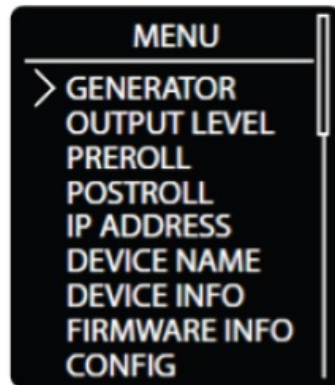 MENU
GENERATOR
OUTPUT LEVEL
PREROLL
POSTROLL
IP ADDRESS
DEVICE NAME
DEVICE INFO
FIRMWARE INFO
CONFIG